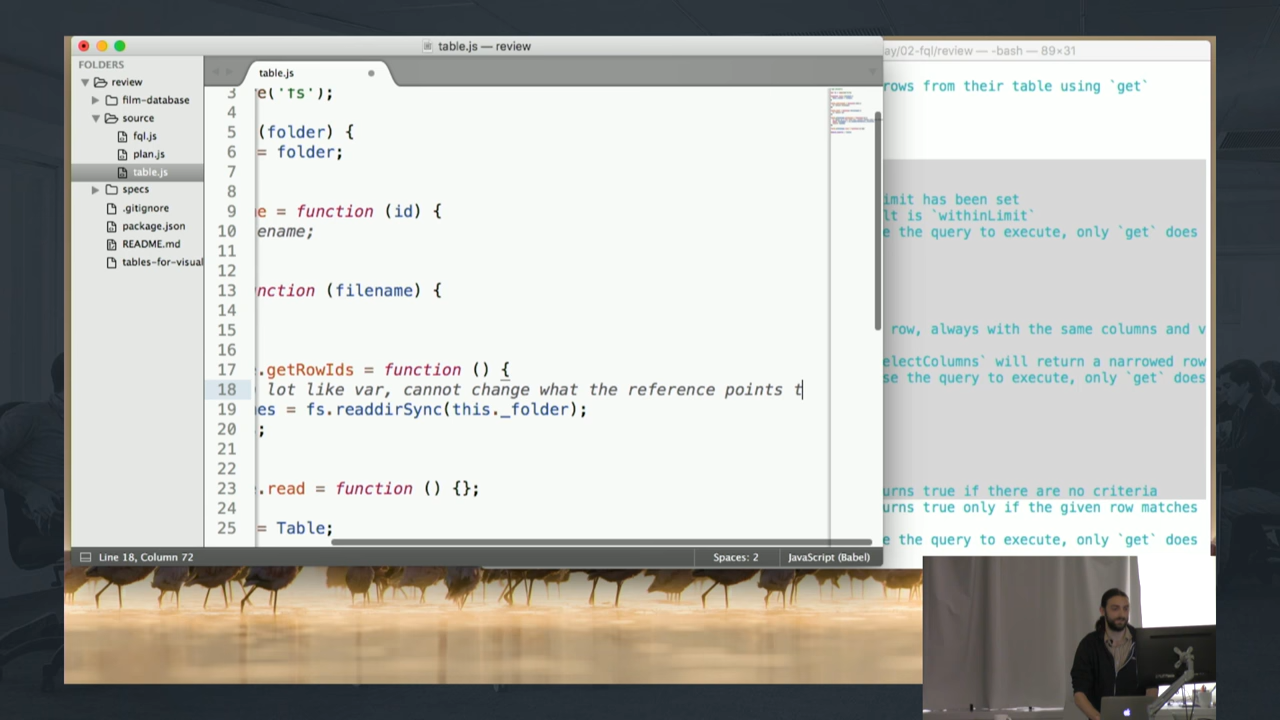 table.js — review
ay/02-fql/review — -bash — 89×31
FOLDERS
review
film-database
source
fql.js
plan.js
table.js
specs
.gitignore
package.json
README.md
tables-for-visual
table.js
3 e('fs');
4
5 (folder) {
6 = folder;
7
8
9 e = function (id) {
10 ename;
11
12
13 nction (filename) {
14
15
16
17 .getRowIds = function () {
18 lot like var, cannot change what the reference points t
19 es = fs.readdirSync(this._folder);
20 ;
21
22
23 .read = function () {};
24
25 = Table;
Line 18, Column 72
Spaces: 2
JavaScript (Babel)
rows from their table using `get`
imit has been set
lt is `withinLimit`
e the query to execute, only `get` does
row, always with the same columns and v
electColumns` will return a narrowed row
se the query to execute, only `get` does
urns true if there are no criteria
urns true only if the given row matches
e the query to execute, only `get` does